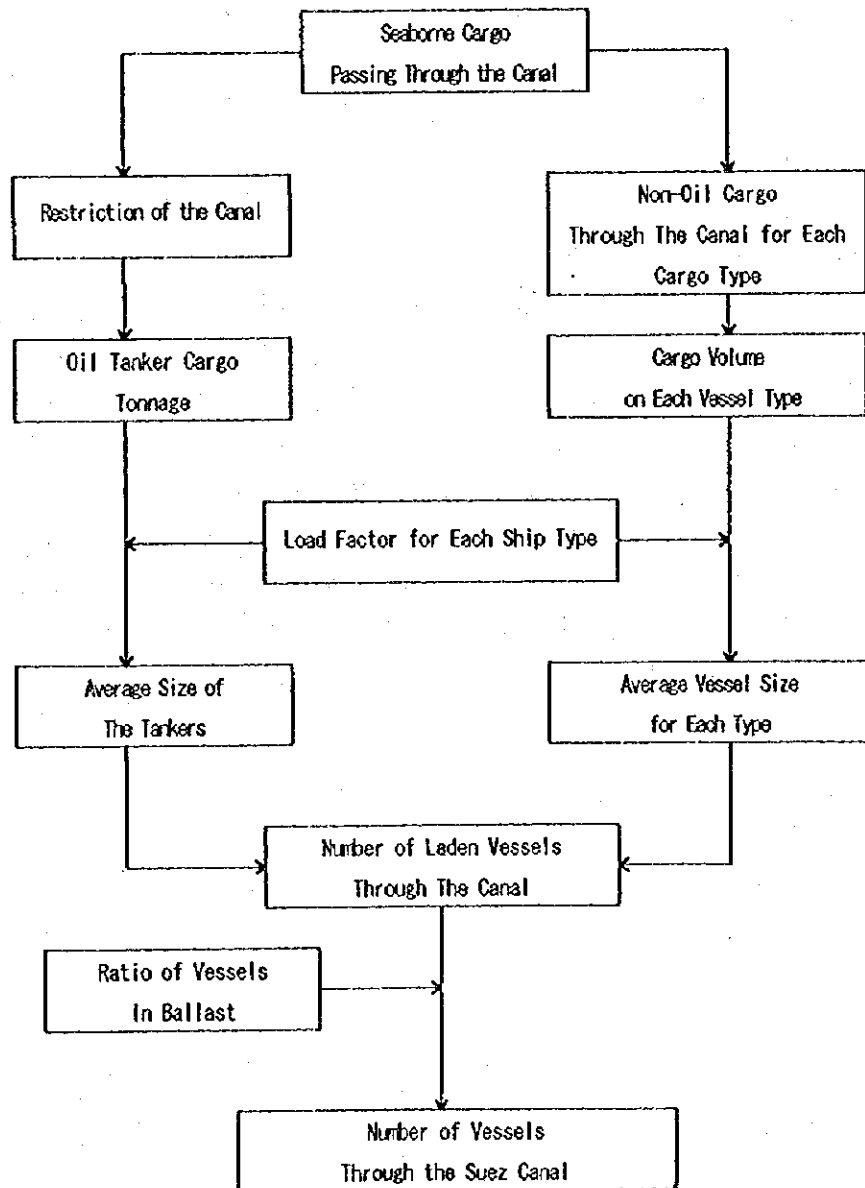 Seaborne Cargo
Passing Through the Canal
Restriction of the Canal
Non-Oil Cargo
Through The Canal for Each
Cargo Type
Oil Tanker Cargo
Tonnage
Cargo Volume
on Each Vessel Type
Load Factor for Each Ship Type
Average Size of
The Tankers
Average Vessel Size
for Each Type
Number of Laden Vessels
Through The Canal
Ratio of Vessels
in Ballast
Number of Vessels
Through the Suez Canal